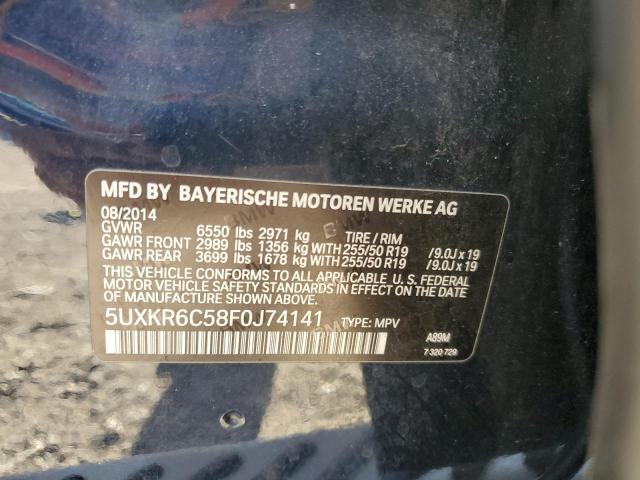 MFD BY BAYERISCHE MOTOREN WERKE AG
08/2014
GVWR 6550 lbs 2971 kg TIRE / RIM
GAWR FRONT 2989 lbs 1356 kg WITH 255/50 R19 /9.0J x 19
GAWR REAR 3699 lbs 1678 kg WITH 255/50 R19 /9.0J x 19
THIS VEHICLE CONFORMS TO ALL APPLICABLE U.S. FEDERAL
MOTOR VEHICLE SAFETY STANDARDS IN EFFECT ON THE DATE OF
MANUFACTURE SHOWN ABOVE.
5UXKR6C58F0J74141 TYPE: MPV
A89M
7 320 729